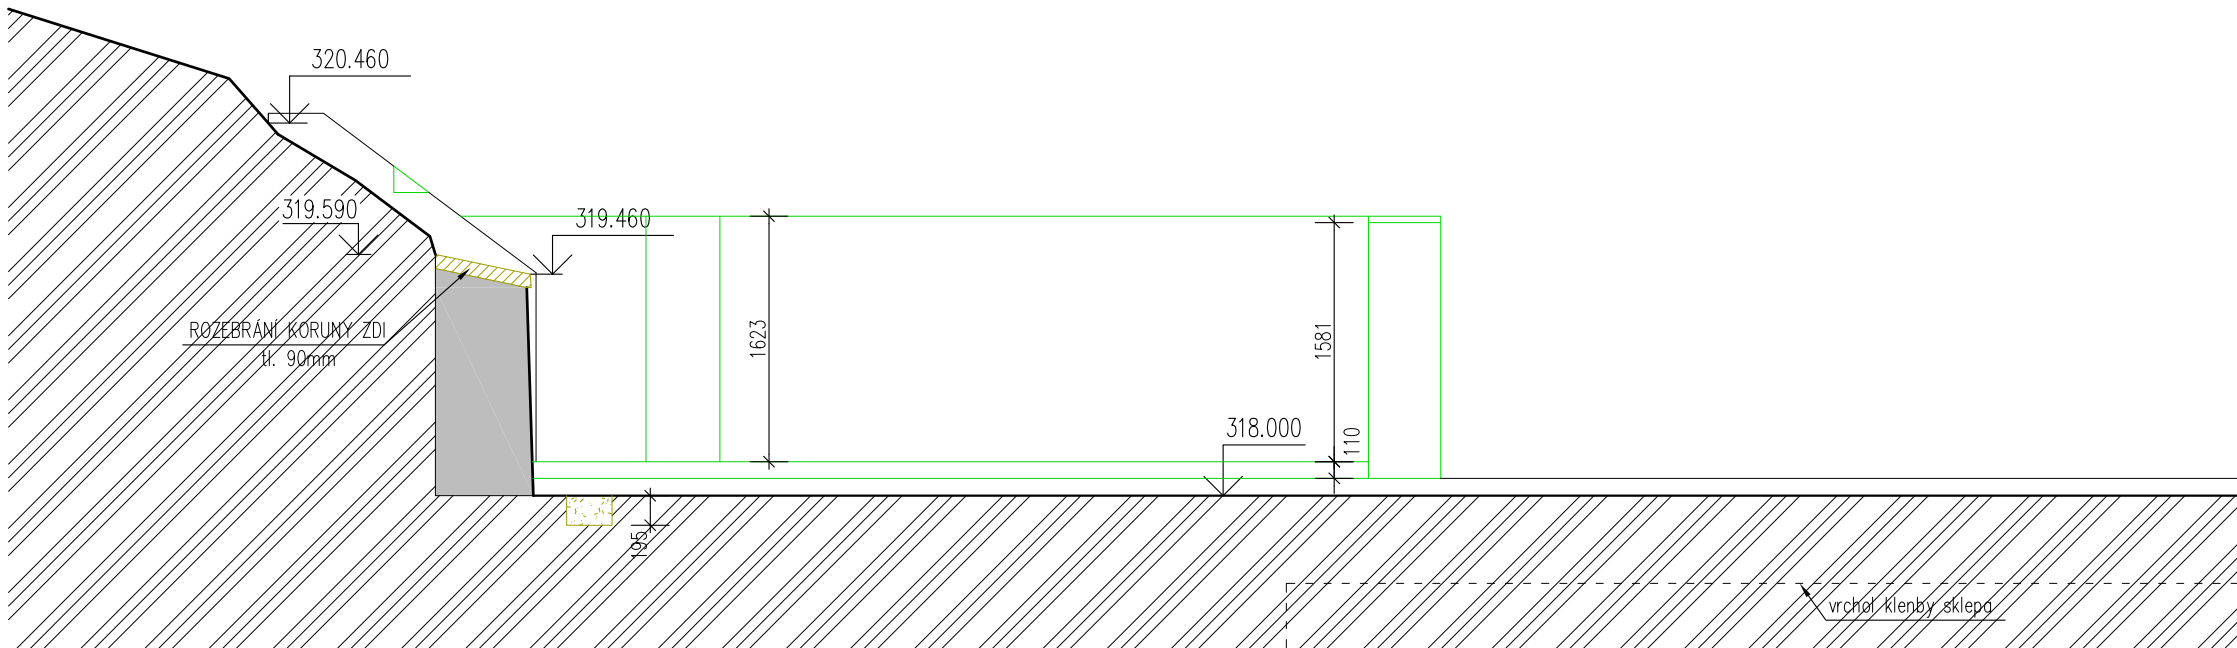 320.460
319.590
319.460
ROZEBRÁNÍ KORUNY ZDI
tl. 90mm
1623
1581
110
318.000
195
vrchol klenby sklepa